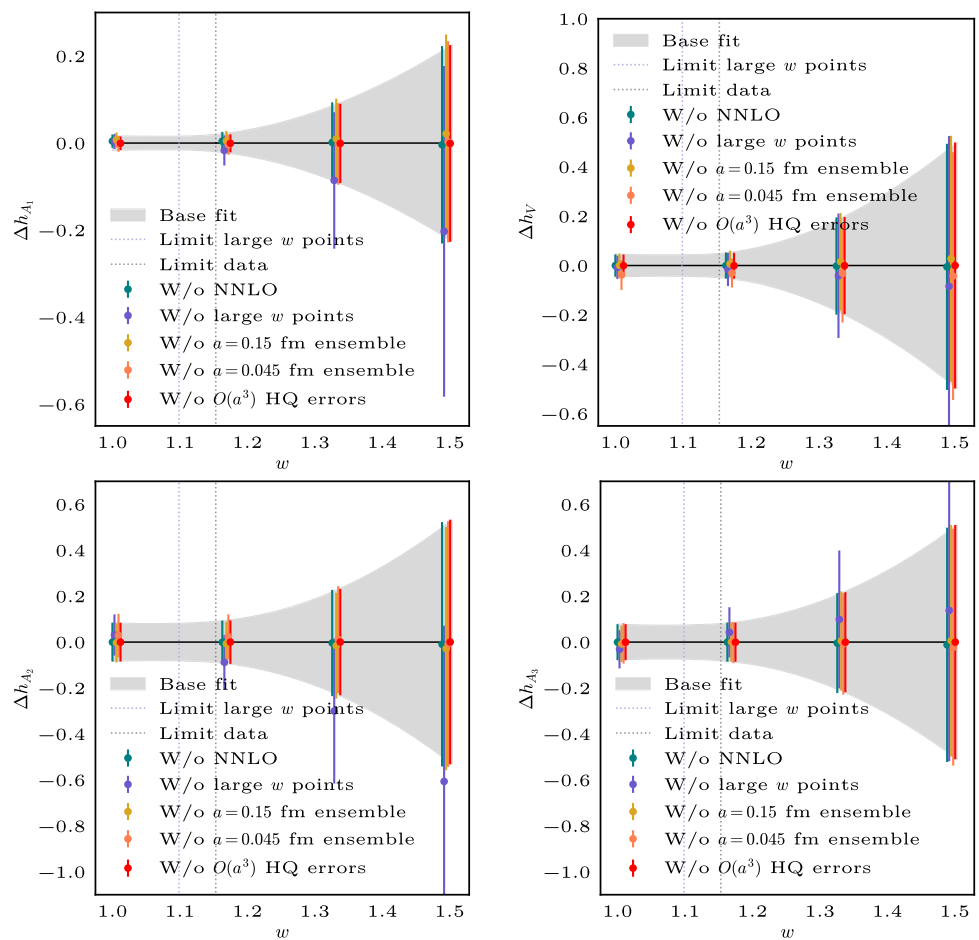 0.2
0.0
−0.2
−0.4
−0.6
Δh_{A_1}
Base fit
Limit large w points
Limit data
W/o NNLO
W/o large w points
W/o a = 0.15 fm ensemble
W/o a = 0.045 fm ensemble
W/o O(a³) HQ errors
1.0 1.1 1.2 1.3 1.4 1.5
w
1.0
0.8
0.6
0.4
0.2
0.0
−0.2
−0.4
−0.6
Δh_V
Base fit
Limit large w points
Limit data
W/o NNLO
W/o large w points
W/o a = 0.15 fm ensemble
W/o a = 0.045 fm ensemble
W/o O(a³) HQ errors
1.0 1.1 1.2 1.3 1.4 1.5
w
0.6
0.4
0.2
0.0
−0.2
−0.4
−0.6
−0.8
−1.0
Δh_{A_2}
Base fit
Limit large w points
Limit data
W/o NNLO
W/o large w points
W/o a = 0.15 fm ensemble
W/o a = 0.045 fm ensemble
W/o O(a³) HQ errors
1.0 1.1 1.2 1.3 1.4 1.5
w
0.6
0.4
0.2
0.0
−0.2
−0.4
−0.6
−0.8
−1.0
Δh_{A_3}
Base fit
Limit large w points
Limit data
W/o NNLO
W/o large w points
W/o a = 0.15 fm ensemble
W/o a = 0.045 fm ensemble
W/o O(a³) HQ errors
1.0 1.1 1.2 1.3 1.4 1.5
w